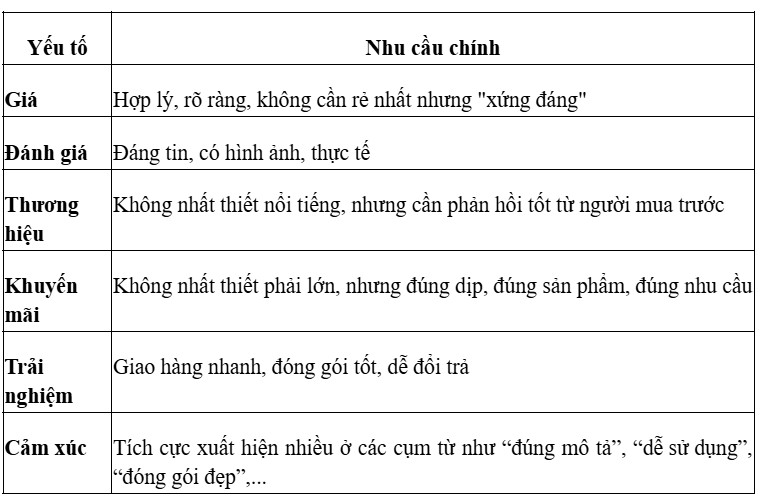 Yếu tố Nhu cầu chính
Giá Hợp lý, rõ ràng, không cần rẻ nhất nhưng "xứng đáng"
Đánh giá Đáng tin, có hình ảnh, thực tế
Thương Không nhất thiết nổi tiếng, nhưng cần phản hồi tốt từ người mua trước
hiệu
Khuyến Không nhất thiết phải lớn, nhưng đúng dịp, đúng sản phẩm, đúng nhu cầu
mãi
Trải Giao hàng nhanh, đóng gói tốt, dễ đổi trả
nghiệm
Cảm xúc Tích cực xuất hiện nhiều ở các cụm từ như “đúng mô tả”, “dễ sử dụng”,
“đóng gói đẹp”,...